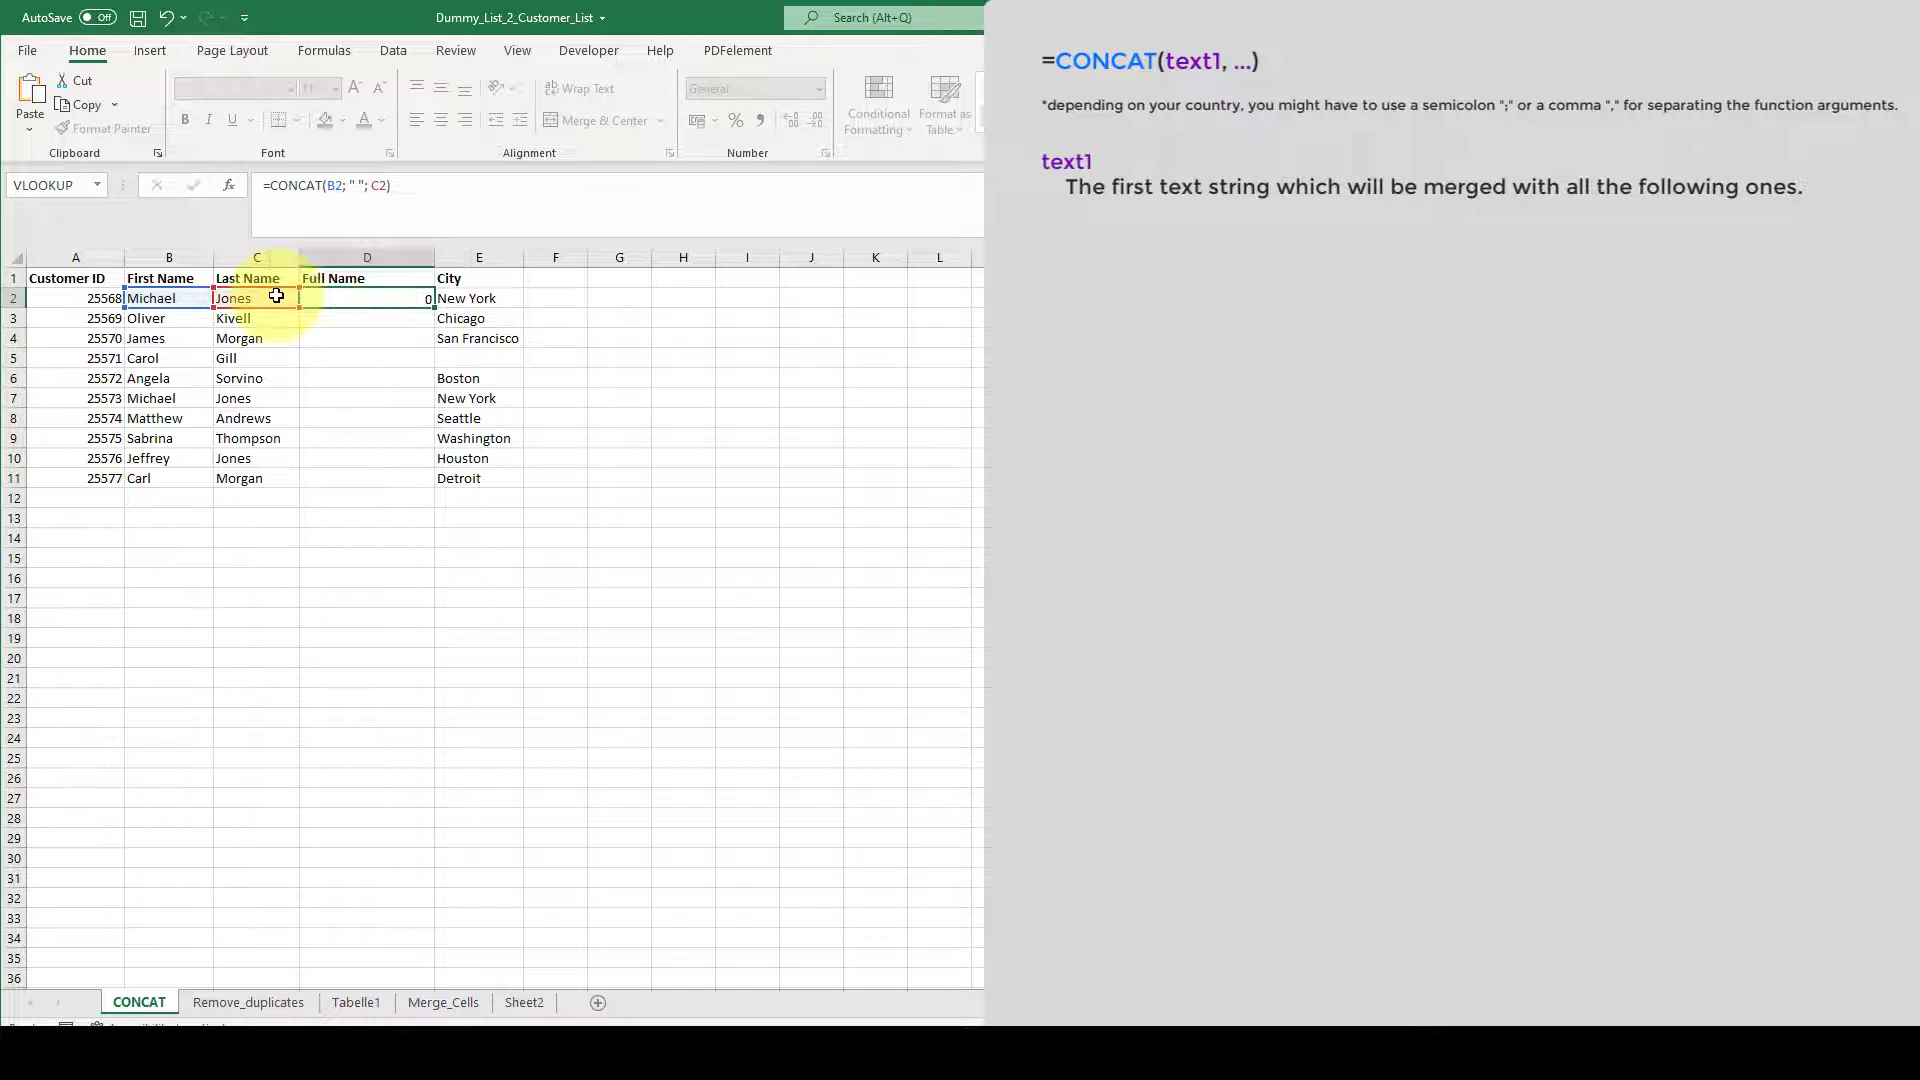 AutoSave Off
Dummy_List_2_Customer_List
Search (Alt+Q)
File Home Insert Page Layout Formulas Data Review View Developer Help PDFelement
Paste
Cut
Copy
Format Painter
B I U
Wrap Text
Merge & Center
General
%
Conditional Formatting
Format as Table
Clipboard Font Alignment Number
VLOOKUP
fx
=CONCAT(B2; " "; C2)
A B C D E F G H I J K L
1 Customer ID First Name Last Name Full Name City
2 25568 Michael Jones 0 New York
3 25569 Oliver Kivell Chicago
4 25570 James Morgan San Francisco
5 25571 Carol Gill
6 25572 Angela Sorvino Boston
7 25573 Michael Jones New York
8 25574 Matthew Andrews Seattle
9 25575 Sabrina Thompson Washington
10 25576 Jeffrey Jones Houston
11 25577 Carl Morgan Detroit
12
13
14
15
16
17
18
19
20
21
22
23
24
25
26
27
28
29
30
31
32
33
34
35
36
CONCAT Remove_duplicates Tabelle1 Merge_Cells Sheet2
=CONCAT(text1, ...)
*depending on your country, you might have to use a semicolon ";" or a comma "," for separating the function arguments.
text1
The first text string which will be merged with all the following ones.